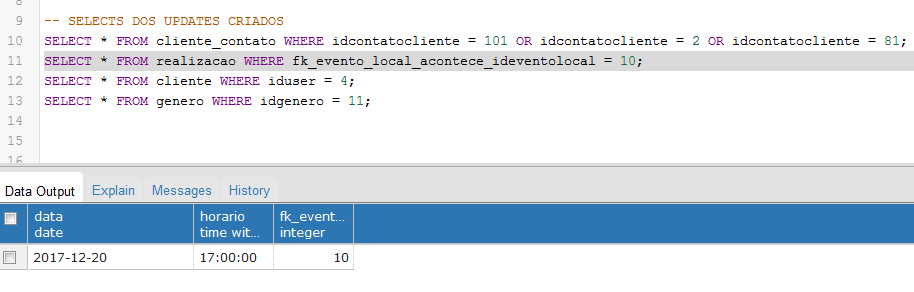 8
9 -- SELECTS DOS UPDATES CRIADOS
10 SELECT * FROM cliente_contato WHERE idcontatocliente = 101 OR idcontatocliente = 2 OR idcontatocliente = 81;
11 SELECT * FROM realizacao WHERE fk_evento_local_acontece_ideventolocal = 10;
12 SELECT * FROM cliente WHERE iduser = 4;
13 SELECT * FROM genero WHERE idgenero = 11;
14
15
16
Data Output Explain Messages History
data horario fk_event...
date time wit... integer
2017-12-20 17:00:00 10